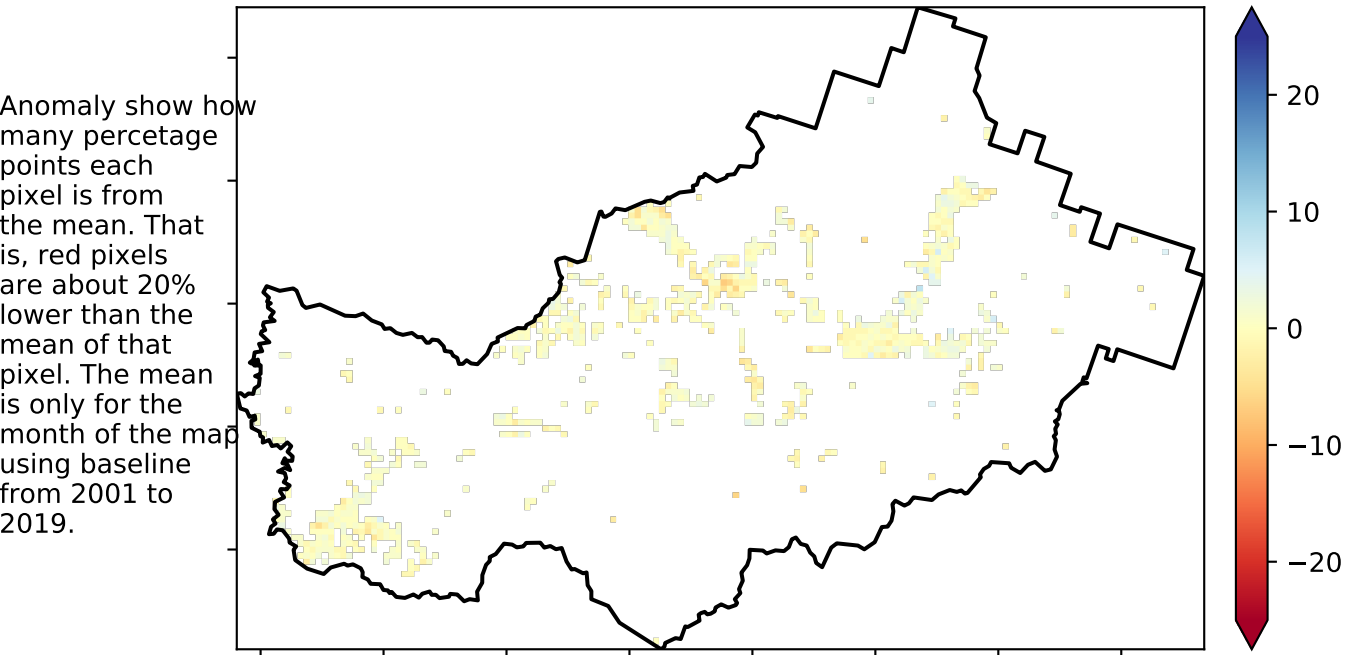 Anomaly show how
many percetage
points each
pixel is from
the mean. That
is, red pixels
are about 20%
lower than the
mean of that
pixel. The mean
is only for the
month of the map
using baseline
from 2001 to
2019.
20
10
0
−10
−20